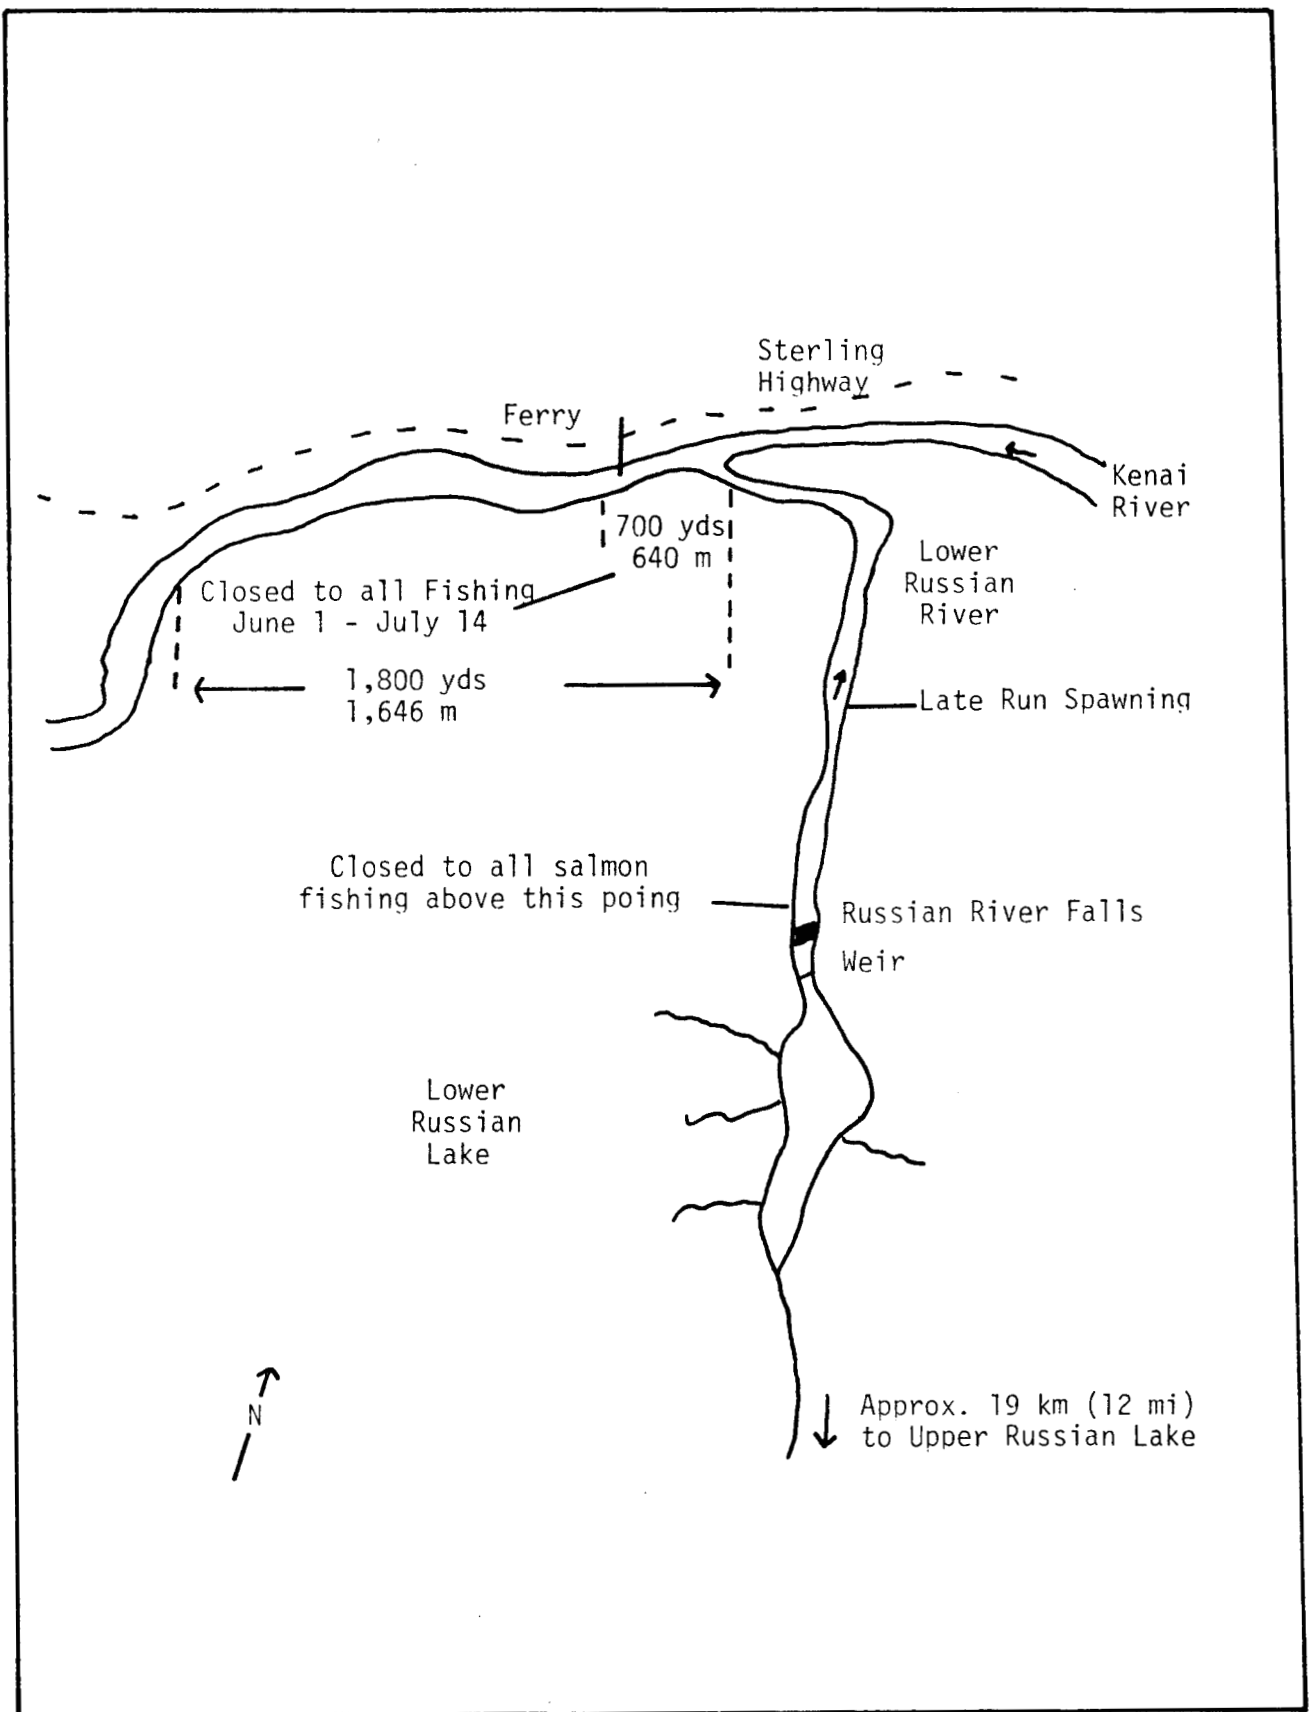 Sterling
Highway
Ferry
Kenai
River
700 yds
640 m
Lower
Russian
River
Closed to all Fishing
June 1 - July 14
1,800 yds
1,646 m
Late Run Spawning
Closed to all salmon
fishing above this poing
Russian River Falls
Weir
Lower
Russian
Lake
N
Approx. 19 km (12 mi)
to Upper Russian Lake